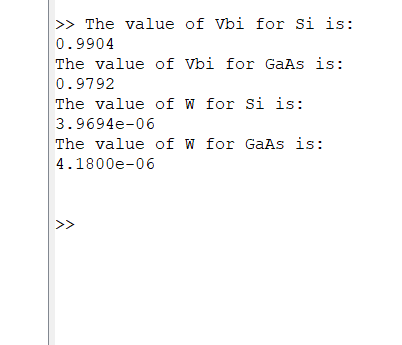 >> The value of Vbi for Si is:
0.9904
The value of Vbi for GaAs is:
0.9792
The value of W for Si is:
3.9694e-06
The value of W for GaAs is:
4.1800e-06
>>